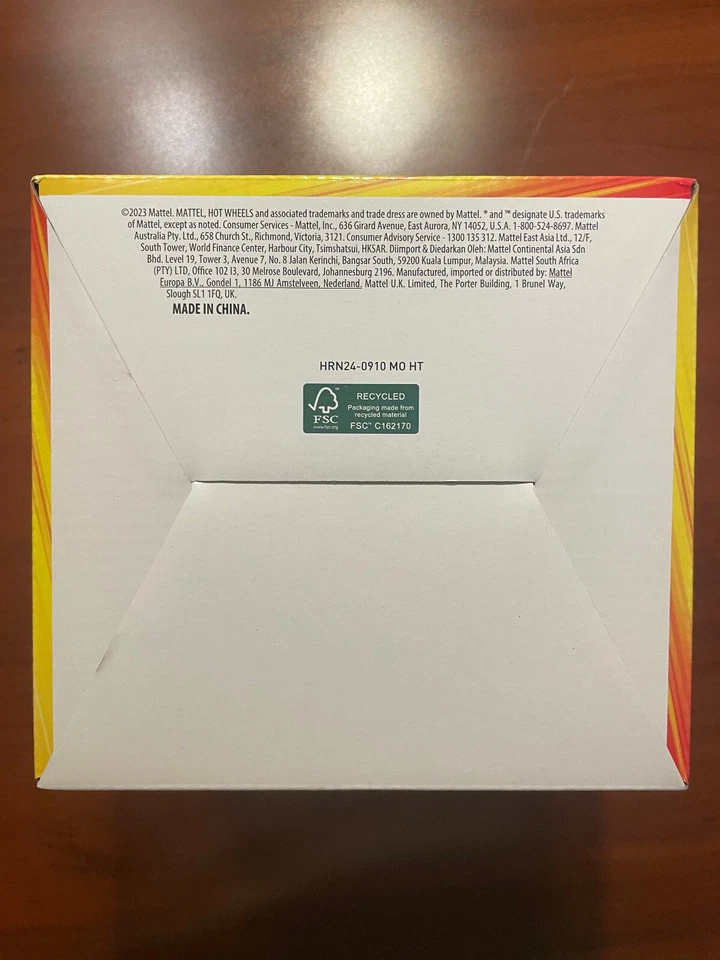 ©2023 Mattel. MATTEL, HOT WHEELS and associated trademarks and trade dress are owned by Mattel. ® and ™ designate U.S. trademarks
of Mattel, except as noted. Consumer Services - Mattel, Inc., 636 Girard Avenue, East Aurora, NY 14052, U.S.A. 1-800-524-8697. Mattel
Australia Pty. Ltd., 658 Church St., Richmond, Victoria, 3121. Consumer Advisory Service - 1300 135 312. Mattel East Asia Ltd., 12/F,
South Tower, World Finance Center, Harbour City, Tsimshatsui, HKSAR. Diimport & Diedarkan Oleh: Mattel Continental Asia Sdn
Bhd. Level 19, Tower 3, Avenue 7, No. 8 Jalan Kerinchi, Bangsar South, 59200 Kuala Lumpur, Malaysia. Mattel South Africa
(PTY) LTD, Office 102 I3, 30 Melrose Boulevard, Johannesburg 2196. Manufactured, imported or distributed by: Mattel
Europa B.V., Gondel 1, 1186 MJ Amstelveen, Nederland. Mattel U.K. Limited, The Porter Building, 1 Brunel Way,
Slough SL1 1FQ, UK.
MADE IN CHINA.
HRN24-0910 MO HT
FSC
www.fsc.org
RECYCLED
Packaging made from
recycled material
FSC™ C162170